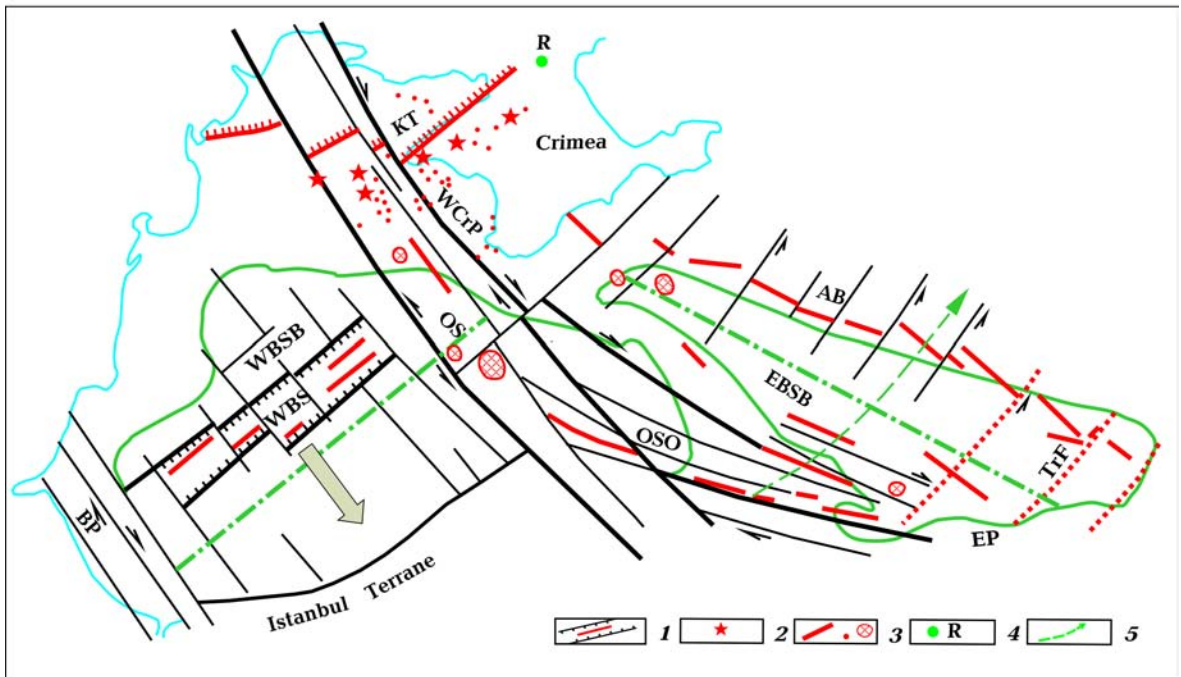 R
KT
Crimea
WCrP
AB
OS
WBSB
EBSB
WBS
OSO
TrF
BP
EP
Istanbul Terrane
1
2
3
R 4
5